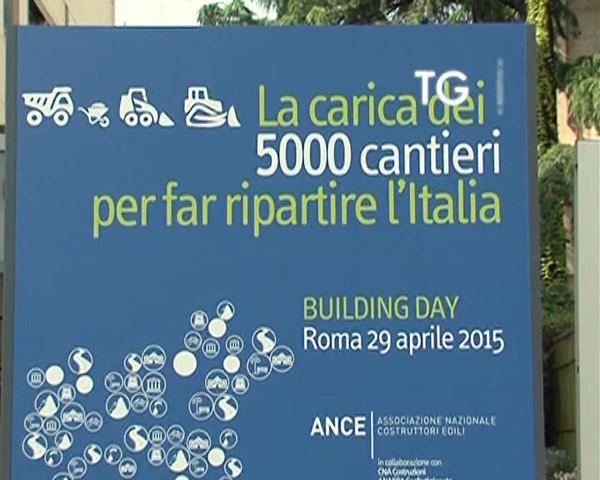 TG
La carica dei
5000 cantieri
per far ripartire l'Italia
BUILDING DAY
Roma 29 aprile 2015
ANCE
ASSOCIAZIONE NAZIONALE
COSTRUTTORI EDILI
in collaborazione con
CNA Costruzioni